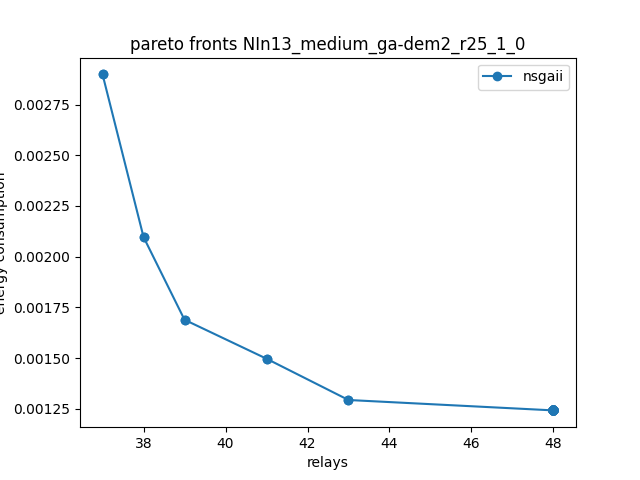 pareto fronts NIn13_medium_ga-dem2_r25_1_0
nsgaii
0.00275
0.00250
0.00225
0.00200
0.00175
0.00150
0.00125
energy consumption
38 40 42 44 46 48
relays